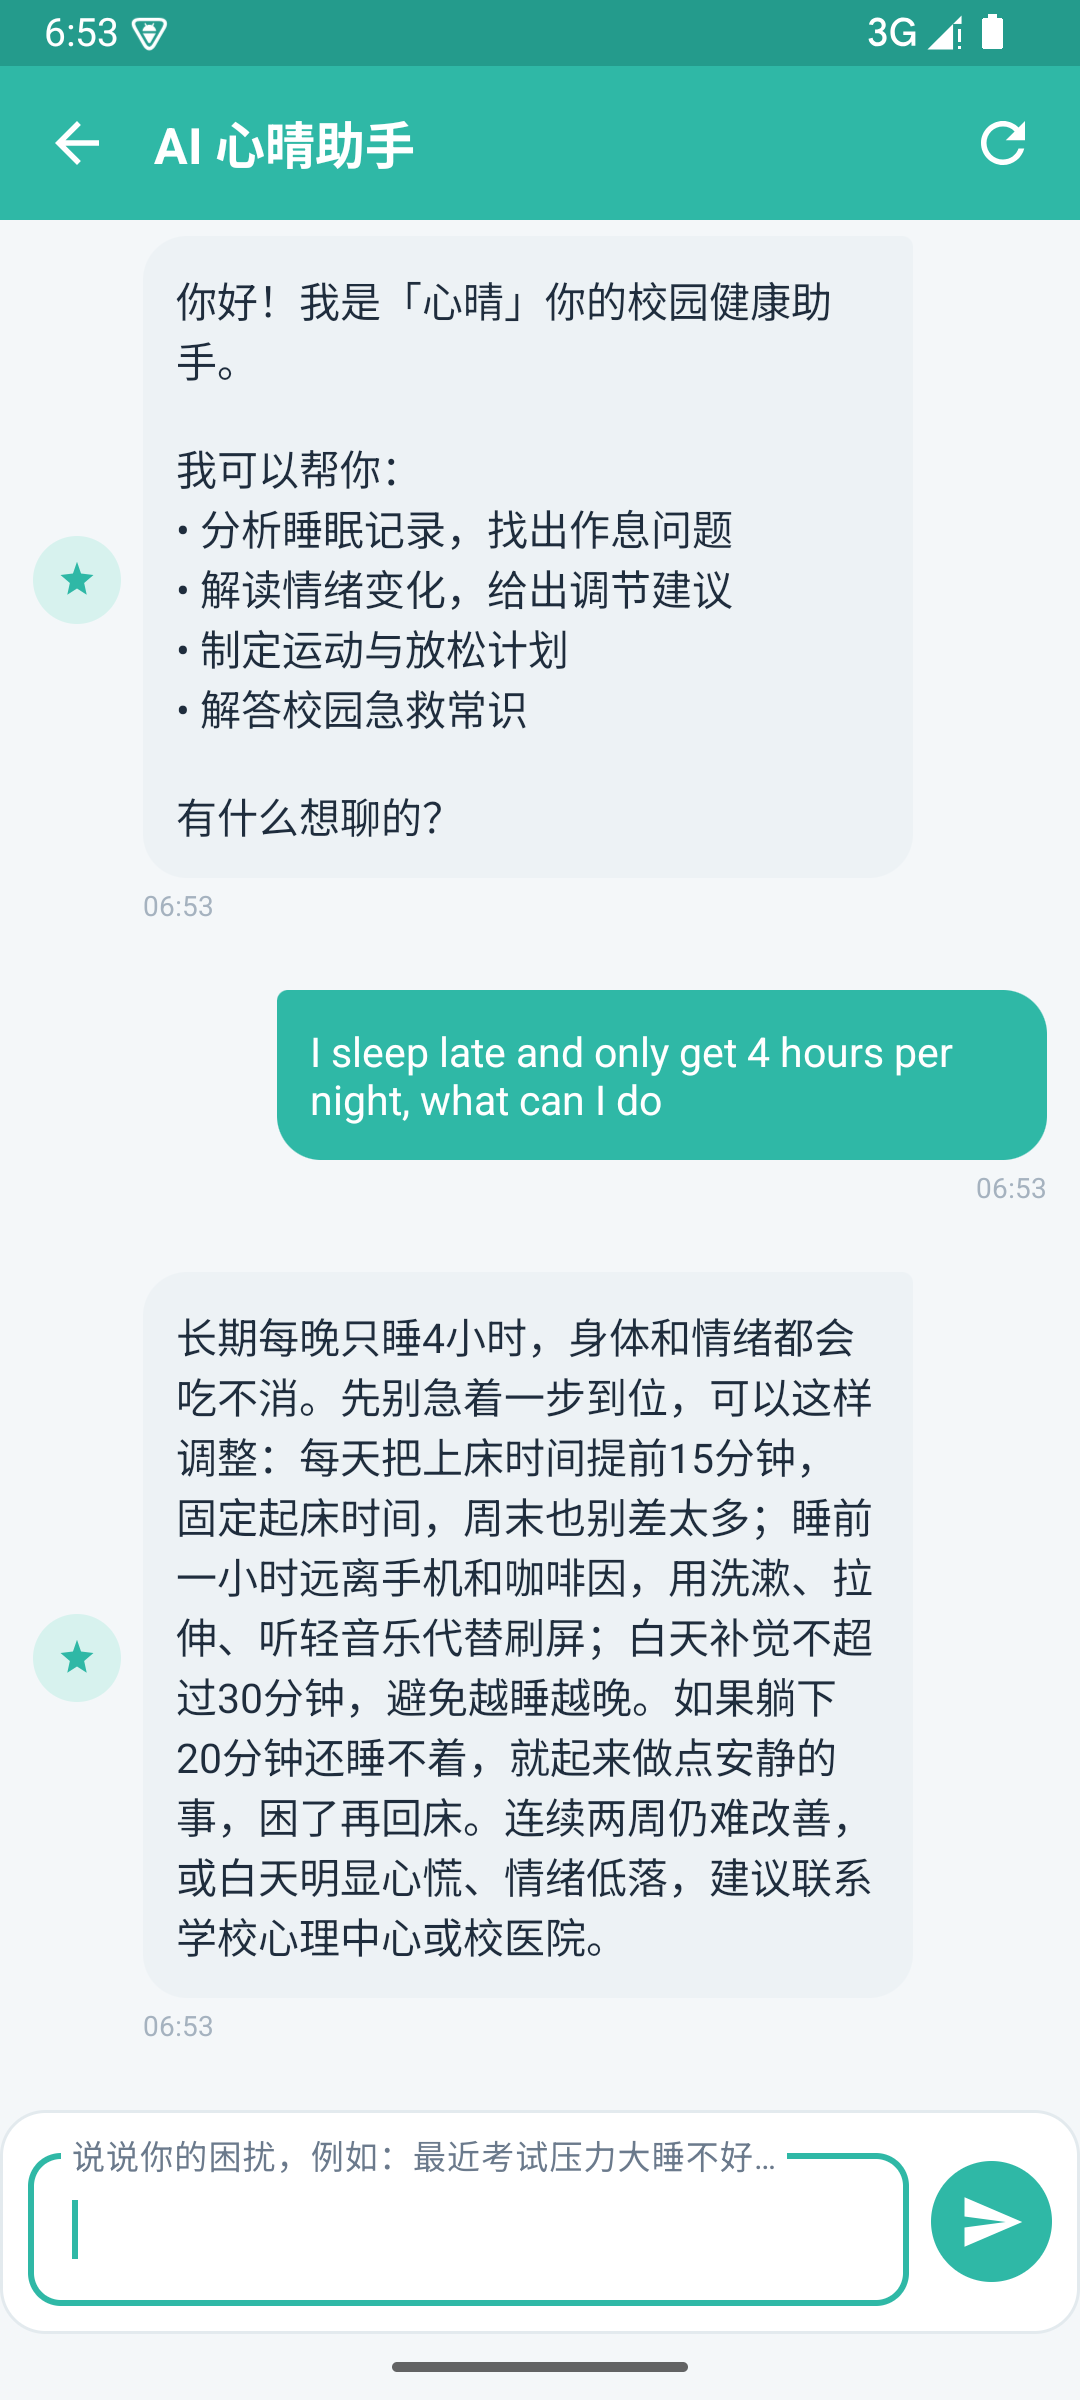 6:53
3G
AI 心晴助手
你好！我是「心晴」你的校园健康助
手。
我可以帮你：
• 分析睡眠记录，找出作息问题
• 解读情绪变化，给出调节建议
• 制定运动与放松计划
• 解答校园急救常识
有什么想聊的？
06:53
I sleep late and only get 4 hours per
night, what can I do
06:53
长期每晚只睡4小时，身体和情绪都会
吃不消。先别急着一步到位，可以这样
调整：每天把上床时间提前15分钟，
固定起床时间，周末也别差太多；睡前
一小时远离手机和咖啡因，用洗漱、拉
伸、听轻音乐代替刷屏；白天补觉不超
过30分钟，避免越睡越晚。如果躺下
20分钟还睡不着，就起来做点安静的
事，困了再回床。连续两周仍难改善，
或白天明显心慌、情绪低落，建议联系
学校心理中心或校医院。
06:53
说说你的困扰，例如：最近考试压力大睡不好...